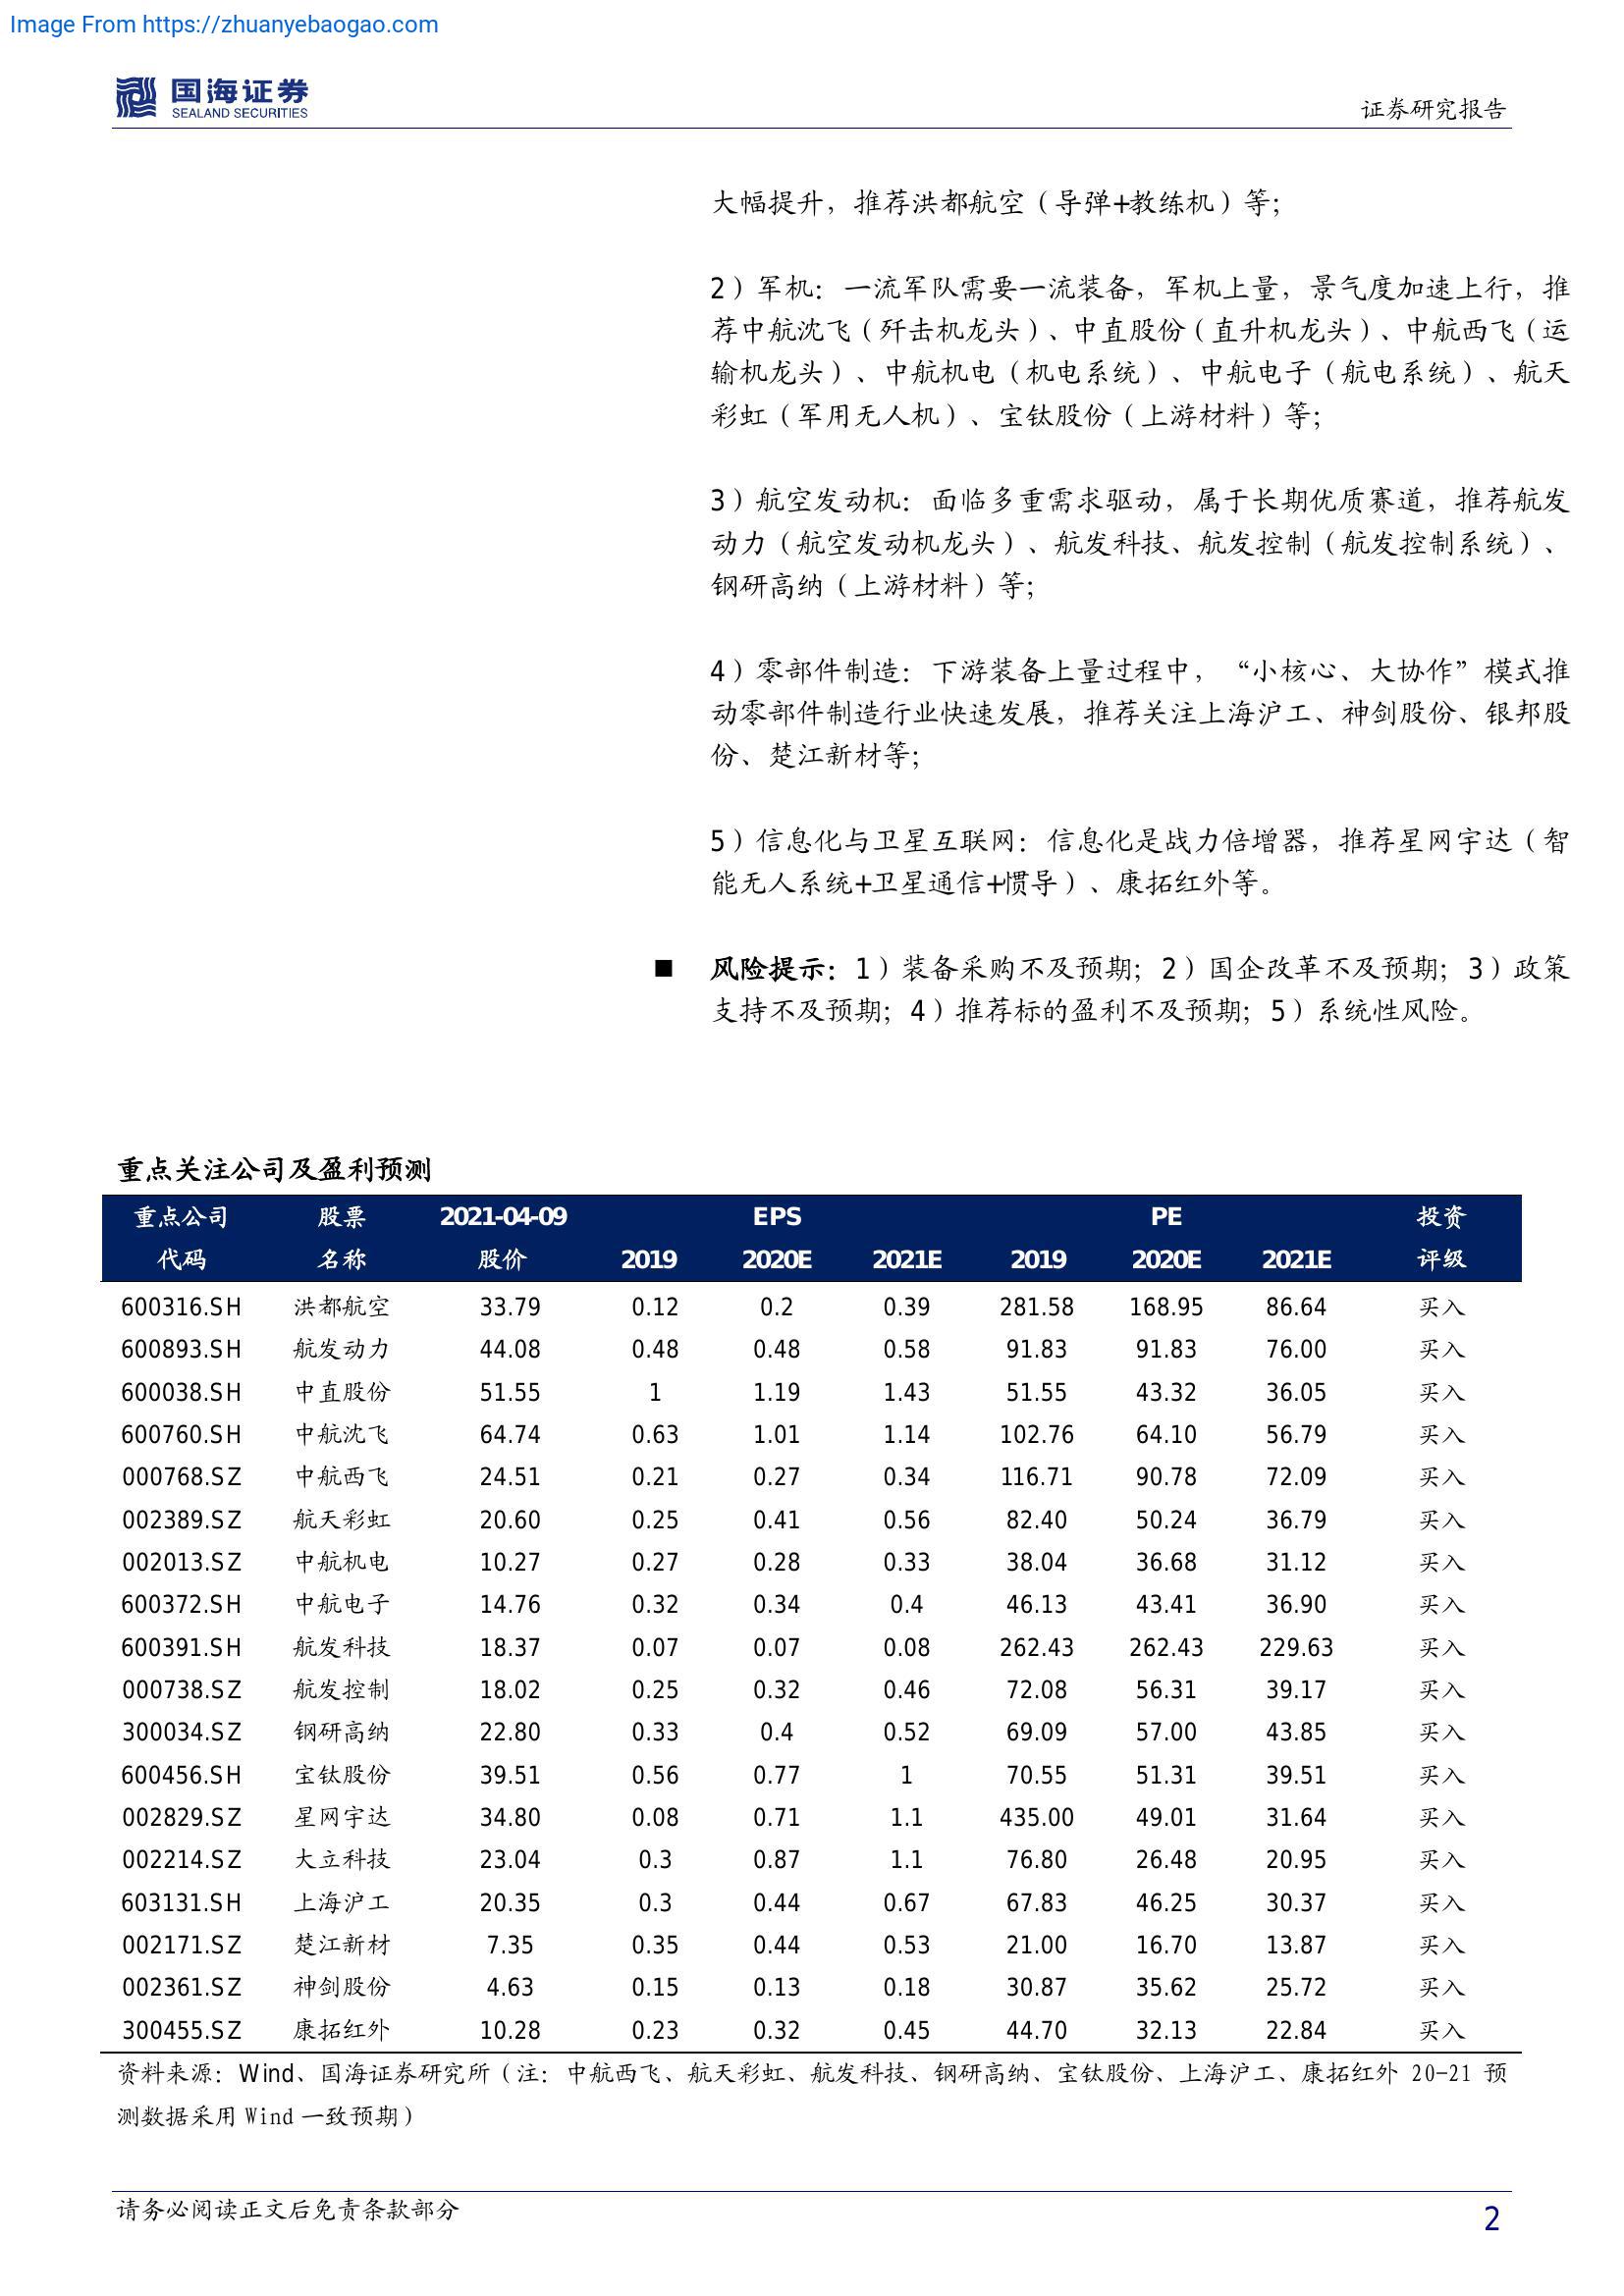 Image From https://zhuanyebaogao.com
国海证券
SEALAND SECURITIES
证券研究报告
大幅提升，推荐洪都航空（导弹+教练机）等；
2）军机：一流军队需要一流装备，军机上量，景气度加速上行，推
荐中航沈飞（歼击机龙头）、中直股份（直升机龙头）、中航西飞（运
输机龙头）、中航机电（机电系统）、中航电子（航电系统）、航天
彩虹（军用无人机）、宝钛股份（上游材料）等；
3）航空发动机：面临多重需求驱动，属于长期优质赛道，推荐航发
动力（航空发动机龙头）、航发科技、航发控制（航发控制系统）、
钢研高纳（上游材料）等；
4）零部件制造：下游装备上量过程中，“小核心、大协作”模式推
动零部件制造行业快速发展，推荐关注上海沪工、神剑股份、银邦股
份、楚江新材等；
5）信息化与卫星互联网：信息化是战力倍增器，推荐星网宇达（智
能无人系统+卫星通信+惯导）、康拓红外等。
■ 风险提示：1）装备采购不及预期；2）国企改革不及预期；3）政策
支持不及预期；4）推荐标的盈利不及预期；5）系统性风险。
重点关注公司及盈利预测
重点公司 股票 2021-04-09 EPS PE 投资
代码 名称 股价 2019 2020E 2021E 2019 2020E 2021E 评级
600316.SH 洪都航空 33.79 0.12 0.2 0.39 281.58 168.95 86.64 买入
600893.SH 航发动力 44.08 0.48 0.48 0.58 91.83 91.83 76.00 买入
600038.SH 中直股份 51.55 1 1.19 1.43 51.55 43.32 36.05 买入
600760.SH 中航沈飞 64.74 0.63 1.01 1.14 102.76 64.10 56.79 买入
000768.SZ 中航西飞 24.51 0.21 0.27 0.34 116.71 90.78 72.09 买入
002389.SZ 航天彩虹 20.60 0.25 0.41 0.56 82.40 50.24 36.79 买入
002013.SZ 中航机电 10.27 0.27 0.28 0.33 38.04 36.68 31.12 买入
600372.SH 中航电子 14.76 0.32 0.34 0.4 46.13 43.41 36.90 买入
600391.SH 航发科技 18.37 0.07 0.07 0.08 262.43 262.43 229.63 买入
000738.SZ 航发控制 18.02 0.25 0.32 0.46 72.08 56.31 39.17 买入
300034.SZ 钢研高纳 22.80 0.33 0.4 0.52 69.09 57.00 43.85 买入
600456.SH 宝钛股份 39.51 0.56 0.77 1 70.55 51.31 39.51 买入
002829.SZ 星网宇达 34.80 0.08 0.71 1.1 435.00 49.01 31.64 买入
002214.SZ 大立科技 23.04 0.3 0.87 1.1 76.80 26.48 20.95 买入
603131.SH 上海沪工 20.35 0.3 0.44 0.67 67.83 46.25 30.37 买入
002171.SZ 楚江新材 7.35 0.35 0.44 0.53 21.00 16.70 13.87 买入
002361.SZ 神剑股份 4.63 0.15 0.13 0.18 30.87 35.62 25.72 买入
300455.SZ 康拓红外 10.28 0.23 0.32 0.45 44.70 32.13 22.84 买入
资料来源：Wind、国海证券研究所（注：中航西飞、航天彩虹、航发科技、钢研高纳、宝钛股份、上海沪工、康拓红外 20-21 预
测数据采用 Wind 一致预期）
请务必阅读正文后免责条款部分
2